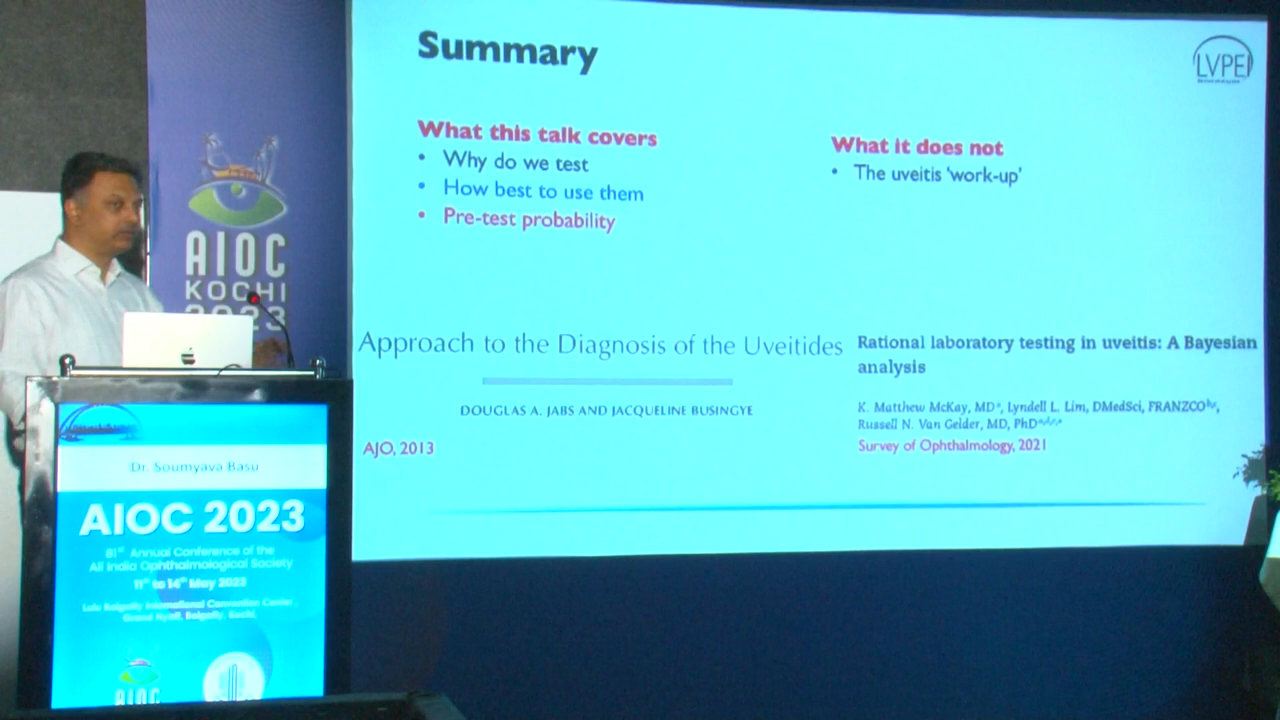 Summary
LVPEI
What this talk covers
• Why do we test
• How best to use them
• Pre-test probability
What it does not
• The uveitis 'work-up'
Approach to the Diagnosis of the Uveitides
DOUGLAS A. JABS AND JACQUELINE BUSINGYE
AJO, 2013
Rational laboratory testing in uveitis: A Bayesian
analysis
K. Matthew McKay, MD, Lyndell L. Lim, DMedSci, FRANZCO,
Russell N. Van Gelder, MD, PhD
Survey of Ophthalmology, 2021
AIOC
KOCHI
2023
Dr. Soumyava Basu
AIOC 2023
81st Annual Conference of the
All India Ophthalmological Society
11th to 14th May 2023
Lulu Bolgatty International Convention Center,
Grand Hyatt, Bolgatty, Kochi.
AIOC